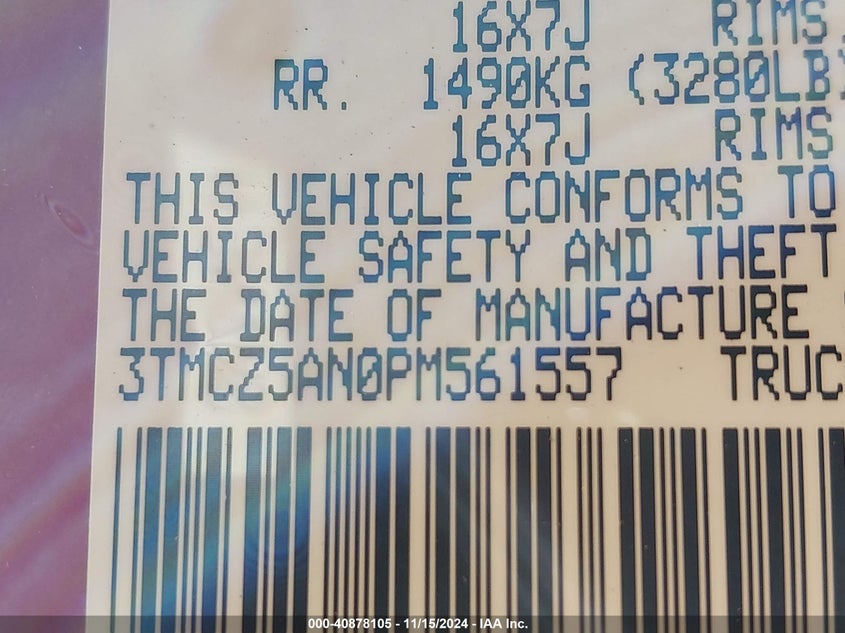 16X7J RIMS
RR. 1490KG (3280LB)
16X7J RIMS
THIS VEHICLE CONFORMS TO
VEHICLE SAFETY AND THEFT
THE DATE OF MANUFACTURE
3TMCZ5AN0PM561557 TRUC
000-40878105 - 11/15/2024 - IAA Inc.